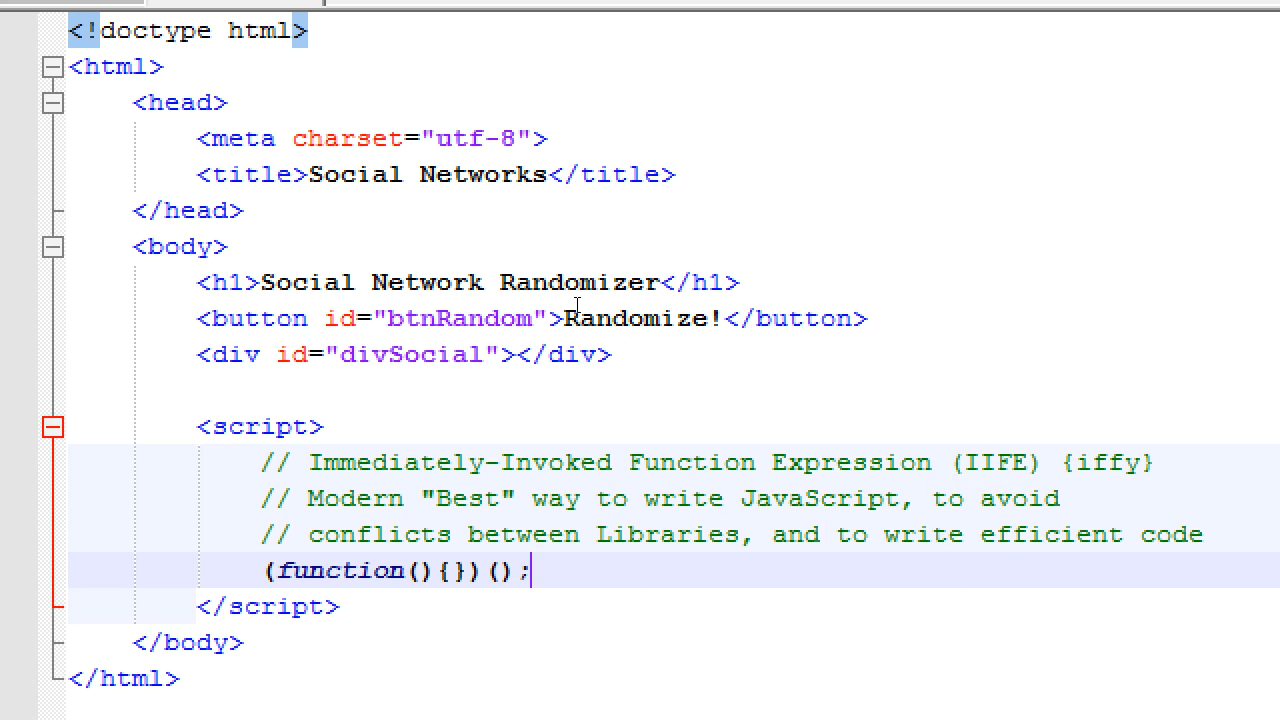 <!doctype html>
<html>
<head>
<meta charset="utf-8">
<title>Social Networks</title>
</head>
<body>
<h1>Social Network Randomizer</h1>
<button id="btnRandom">Randomize!</button>
<div id="divSocial"></div>
<script>
// Immediately-Invoked Function Expression (IIFE) {iffy}
// Modern "Best" way to write JavaScript, to avoid
// conflicts between Libraries, and to write efficient code
(function(){})();
</script>
</body>
</html>